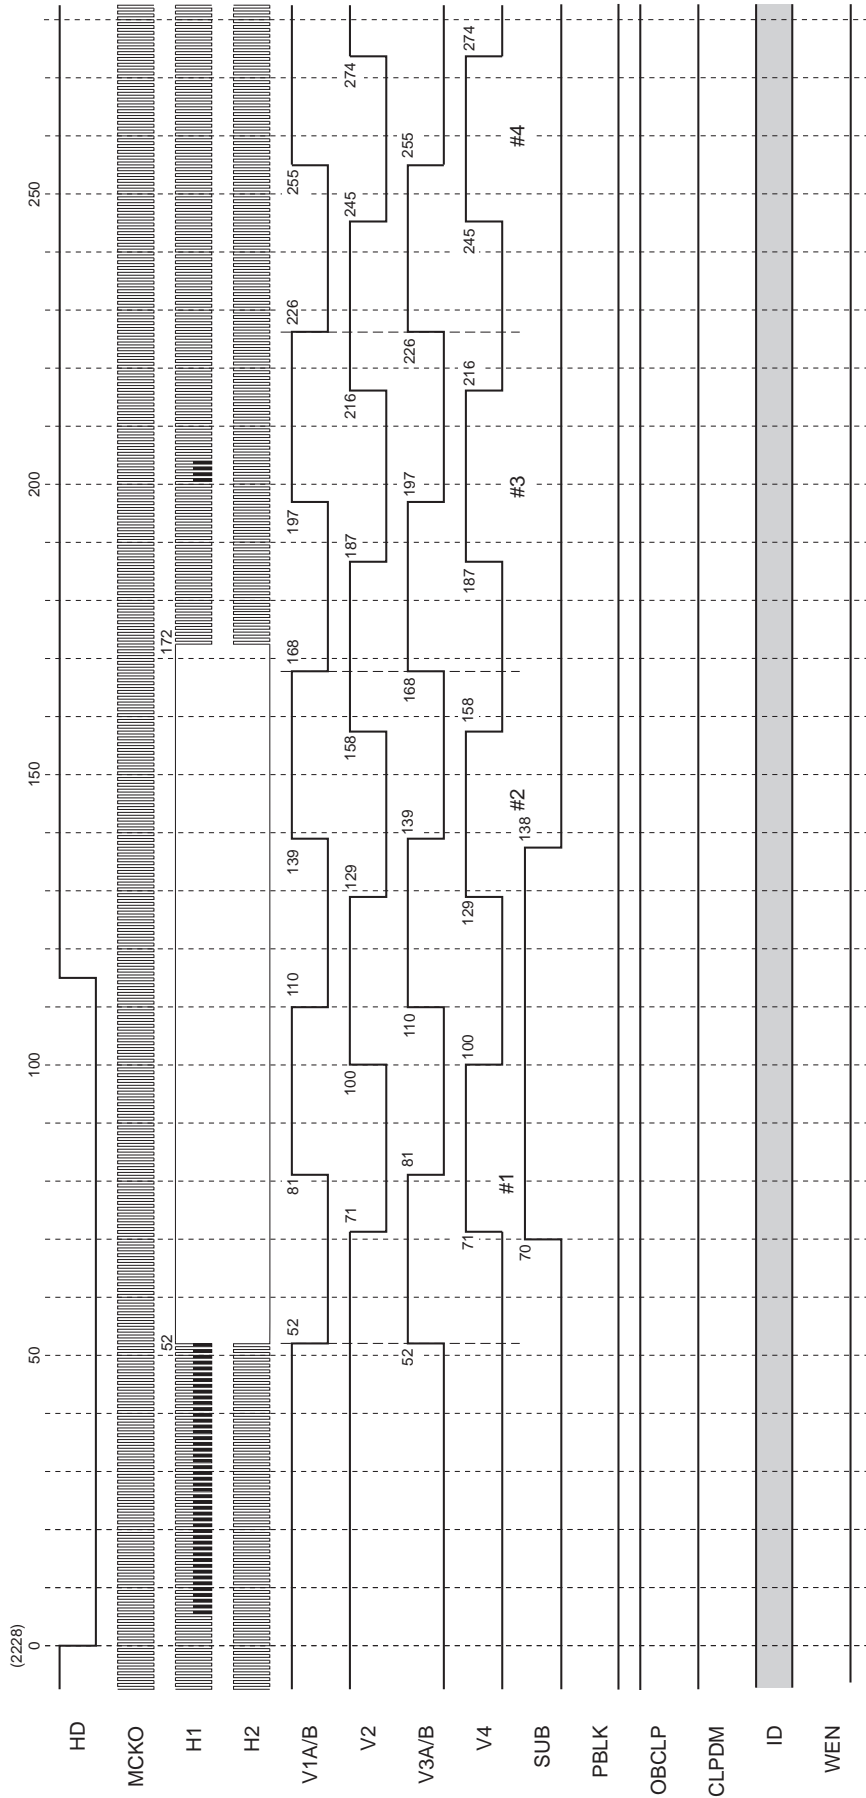 (2228)
0 50 100 150 200 250
HD
MCKO
H1 52 172
H2
V1A/B 52 81 110 139 168 197 226 255
V2 71 100 129 158 187 216 245 274
V3A/B 52 81 110 139 168 197 226 255
V4 71 100 129 158 187 216 245 274
#1 #2 #3 #4
SUB 70 138
PBLK
OBCLP
CLPDM
ID
WEN